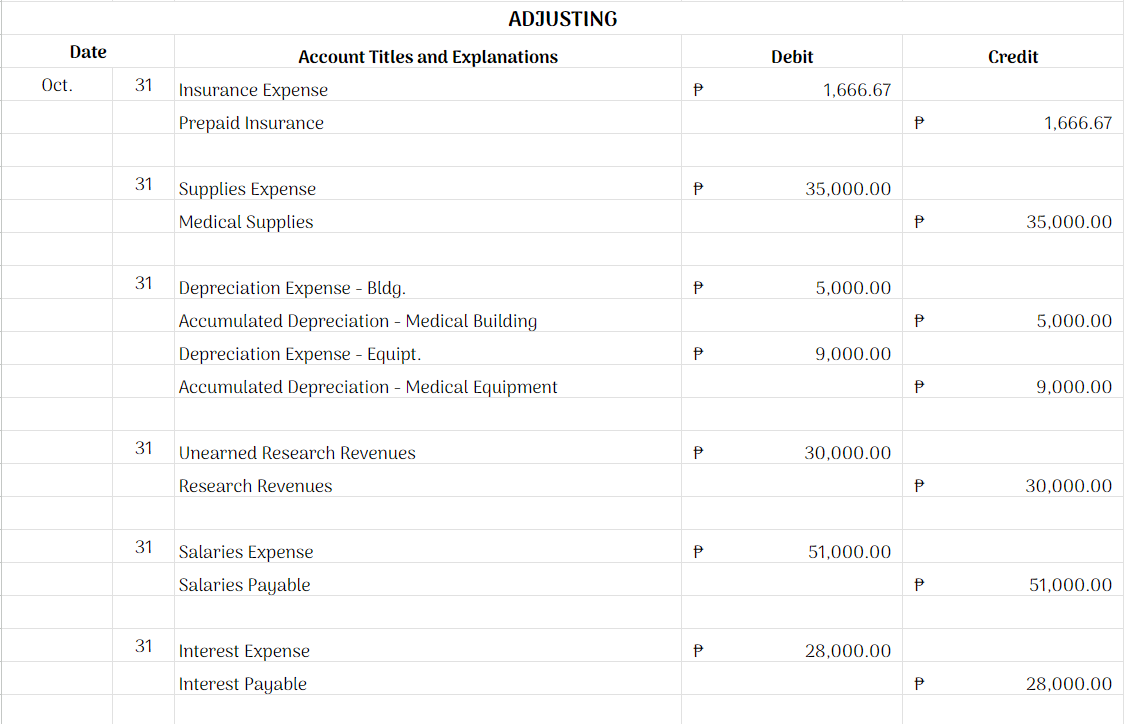 ADJUSTING
Date Account Titles and Explanations Debit Credit
Oct. 31 Insurance Expense ₱ 1,666.67
Prepaid Insurance ₱ 1,666.67
31 Supplies Expense ₱ 35,000.00
Medical Supplies ₱ 35,000.00
31 Depreciation Expense - Bldg. ₱ 5,000.00
Accumulated Depreciation - Medical Building ₱ 5,000.00
Depreciation Expense - Equipt. ₱ 9,000.00
Accumulated Depreciation - Medical Equipment ₱ 9,000.00
31 Unearned Research Revenues ₱ 30,000.00
Research Revenues ₱ 30,000.00
31 Salaries Expense ₱ 51,000.00
Salaries Payable ₱ 51,000.00
31 Interest Expense ₱ 28,000.00
Interest Payable ₱ 28,000.00